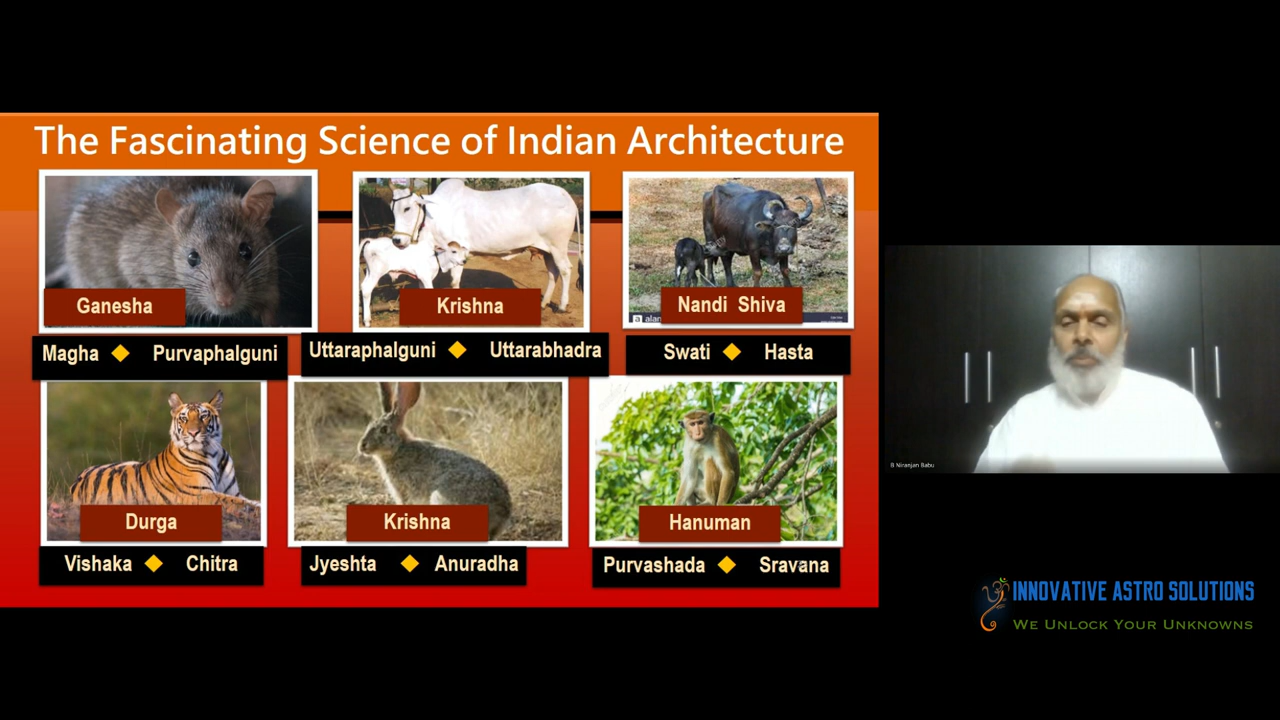 The Fascinating Science of Indian Architecture
Ganesha
Krishna
Nandi Shiva
Magha ◆ Purvaphalguni
Uttaraphalguni ◆ Uttarabhadra
Swati ◆ Hasta
Durga
Krishna
Hanuman
Vishaka ◆ Chitra
Jyeshta ◆ Anuradha
Purvashada ◆ Sravana
B Niranjan Babu
INNOVATIVE ASTRO SOLUTIONS
WE UNLOCK YOUR UNKNOWNS